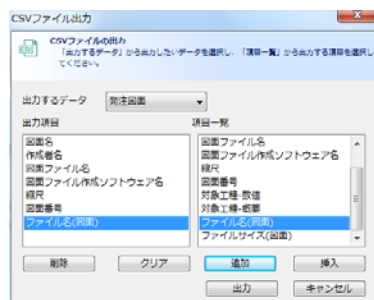 CSVファイル出力
CSVファイルの出力
「出力するデータ」から出力したいデータを選択し、「項目一覧」から出力する項目を選択し
てください。
出力するデータ 発注図面
出力項目
図面名
作成者名
図面ファイル名
図面ファイル作成ソフトウェア名
縮尺
図面番号
ファイル名(図面)
項目一覧
図面ファイル名
図面ファイル作成ソフトウェア名
縮尺
図面番号
対象工種-数値
対象工種-概要
ファイル名(図面)
ファイルサイズ(図面)
削除 クリア 追加 挿入
出力 キャンセル